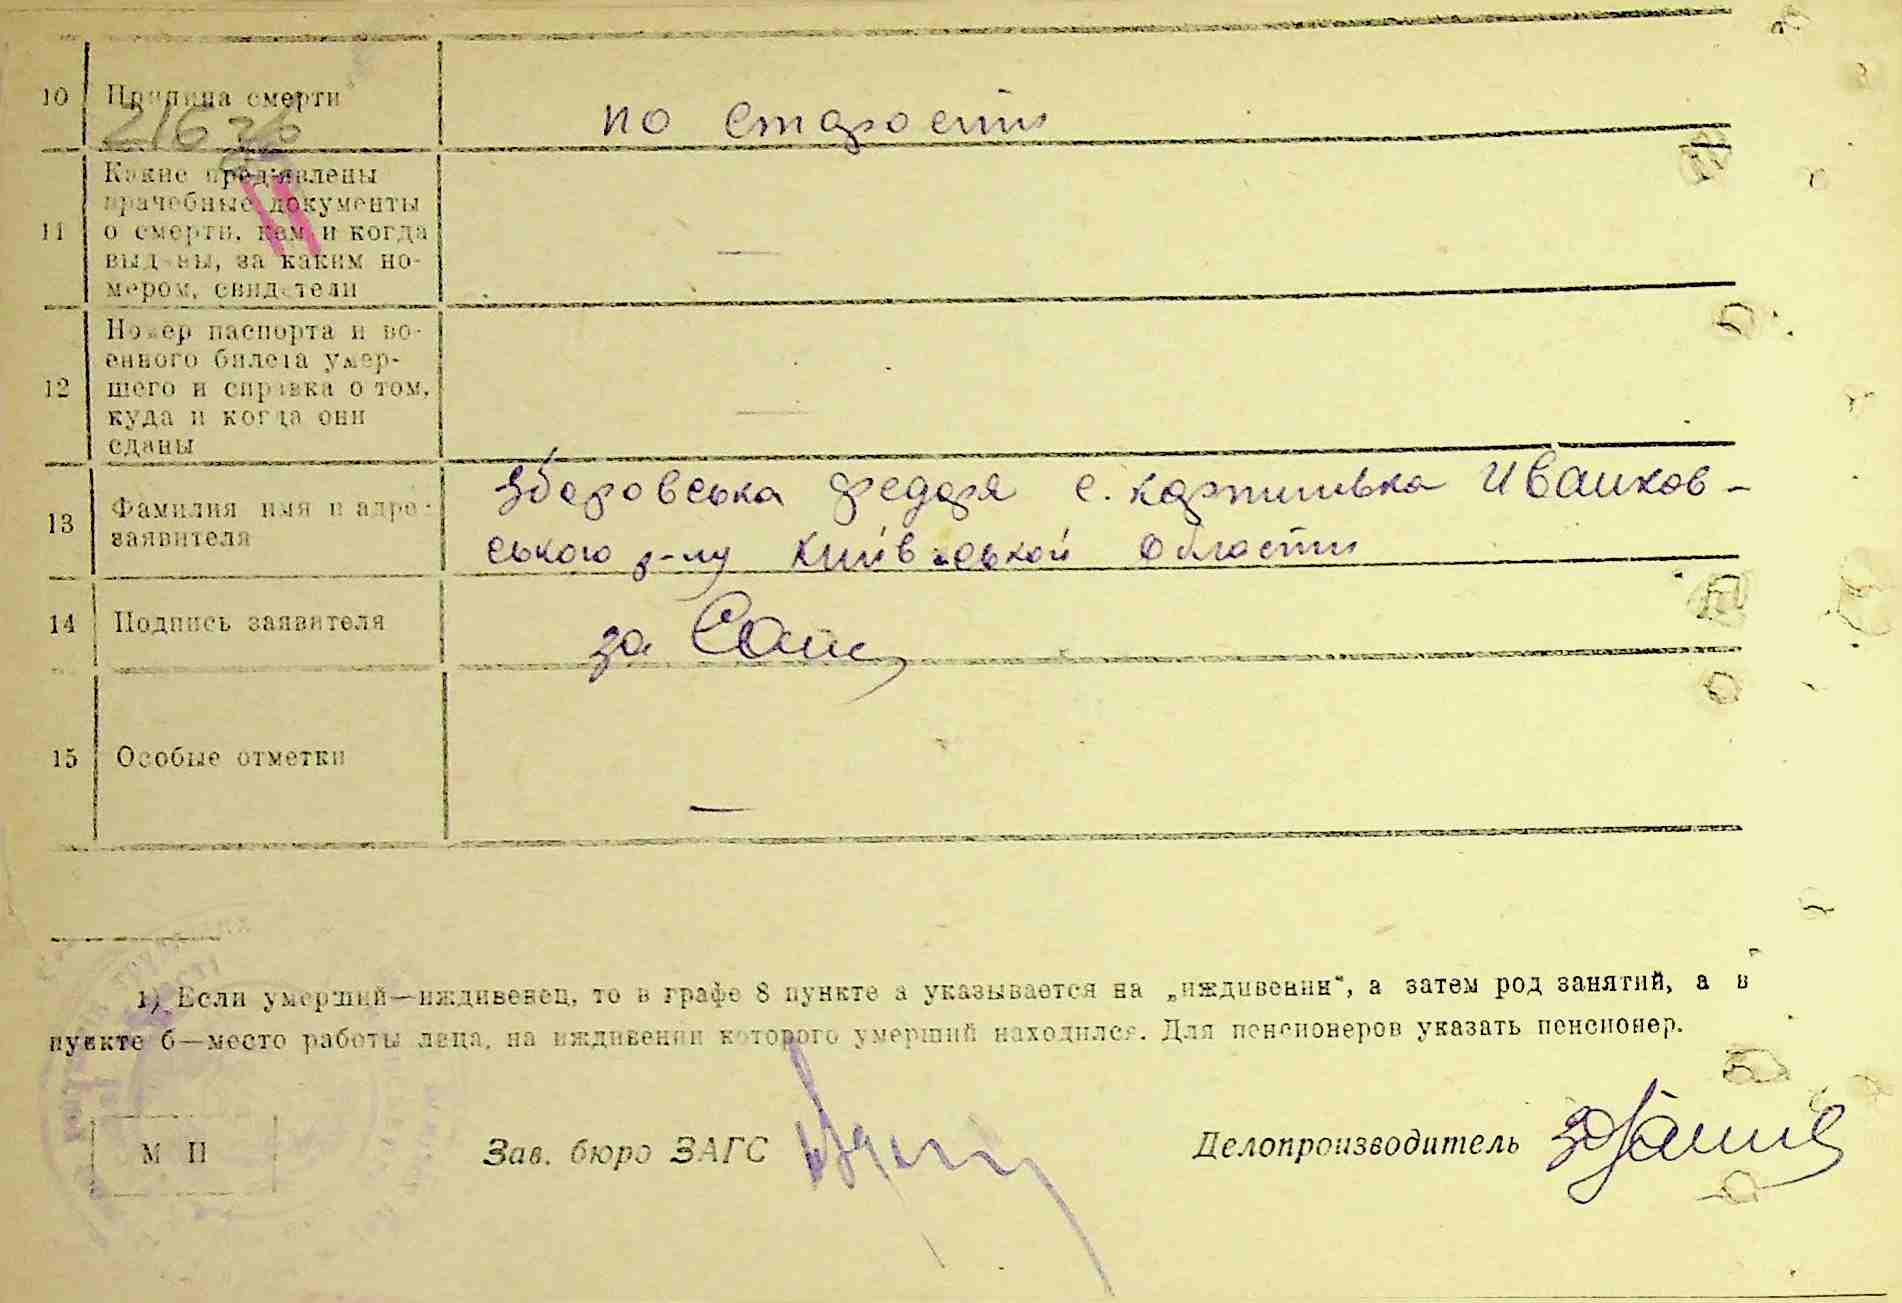 10 Причина смерти
по старости
11 Какие пред'явлены
врачебные документы
о смерти, кем и когда
выданы, за каким но-
мером, свидетели
—
12 Номер паспорта и во-
енного билета умер-
шего и справка о том,
куда и когда они
сданы
—
13 Фамилия имя и адрес
заявителя
Зборовська Федора с. Кропивька Иванков-
ського р-ну Київської області
14 Подпись заявителя
за
15 Особые отметки
—
1) Если умерший—иждивенец, то в графе 8 пункте а указывается на „иждивении“, а затем род занятий, а в
пункте б—место работы лица, на иждивении которого умерший находился. Для пенсионеров указать пенсионер.
М П Зав. бюро ЗАГС Делопроизводитель